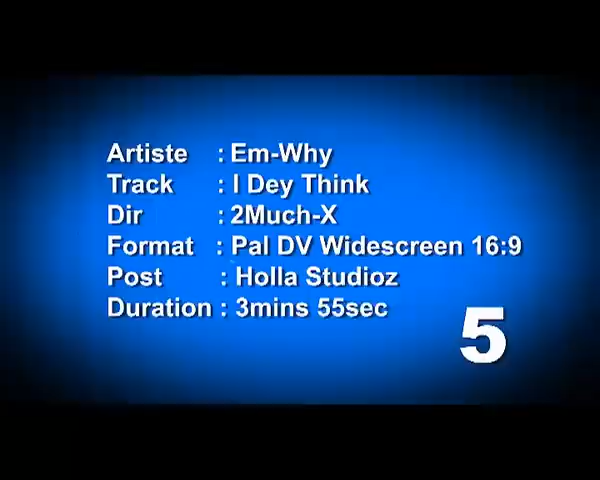 Artiste : Em-Why
Track : I Dey Think
Dir : 2Much-X
Format : Pal DV Widescreen 16:9
Post : Holla Studioz
Duration : 3mins 55sec
5